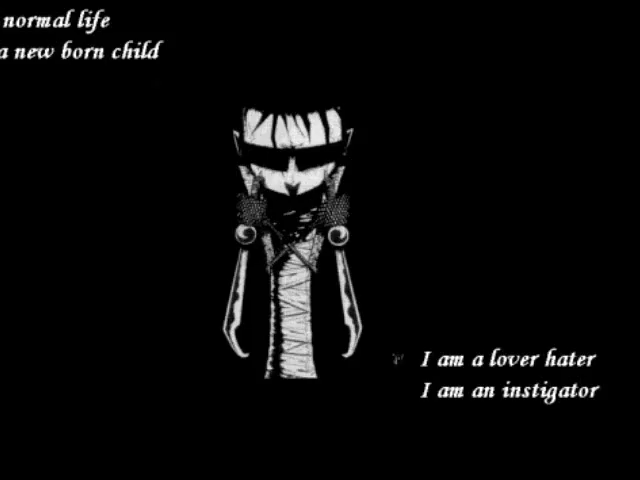 normal life
a new born child
I am a lover hater
I am an instigator